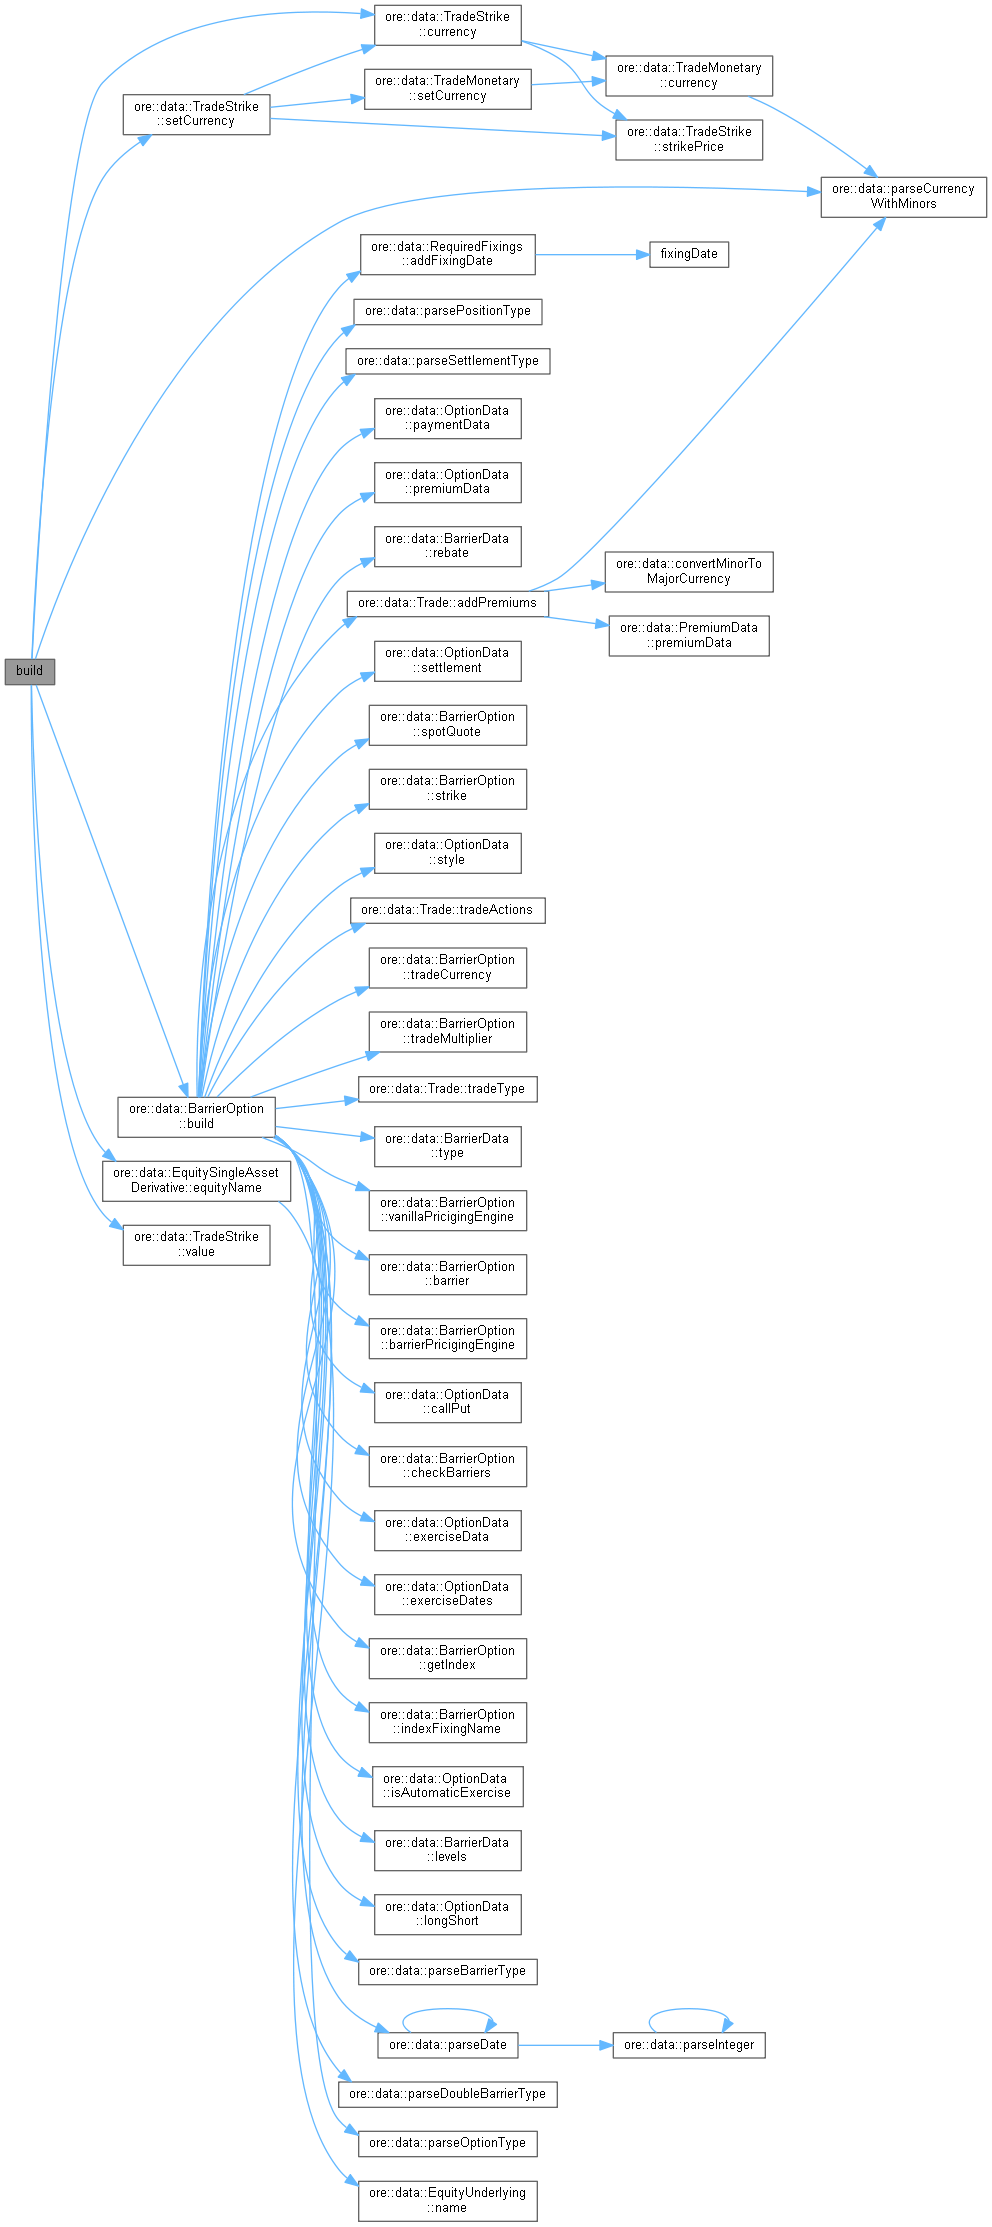 ore::data::TradeStrike
::currency
ore::data::TradeMonetary
::currency
ore::data::TradeMonetary
::setCurrency
ore::data::TradeStrike
::setCurrency
ore::data::TradeStrike
::strikePrice
ore::data::parseCurrency
WithMinors
ore::data::RequiredFixings
::addFixingDate
fixingDate
ore::data::parsePositionType
ore::data::parseSettlementType
ore::data::OptionData
::paymentData
ore::data::OptionData
::premiumData
ore::data::BarrierData
::rebate
ore::data::convertMinorTo
MajorCurrency
ore::data::Trade::addPremiums
ore::data::PremiumData
::premiumData
build
ore::data::OptionData
::settlement
ore::data::BarrierOption
::spotQuote
ore::data::BarrierOption
::strike
ore::data::OptionData
::style
ore::data::Trade::tradeActions
ore::data::BarrierOption
::tradeCurrency
ore::data::BarrierOption
::tradeMultiplier
ore::data::Trade::tradeType
ore::data::BarrierOption
::build
ore::data::BarrierData
::type
ore::data::EquitySingleAsset
Derivative::equityName
ore::data::BarrierOption
::vanillaPricigingEngine
ore::data::TradeStrike
::value
ore::data::BarrierOption
::barrier
ore::data::BarrierOption
::barrierPricigingEngine
ore::data::OptionData
::callPut
ore::data::BarrierOption
::checkBarriers
ore::data::OptionData
::exerciseData
ore::data::OptionData
::exerciseDates
ore::data::BarrierOption
::getIndex
ore::data::BarrierOption
::indexFixingName
ore::data::OptionData
::isAutomaticExercise
ore::data::BarrierData
::levels
ore::data::OptionData
::longShort
ore::data::parseBarrierType
ore::data::parseDate
ore::data::parseInteger
ore::data::parseDoubleBarrierType
ore::data::parseOptionType
ore::data::EquityUnderlying
::name